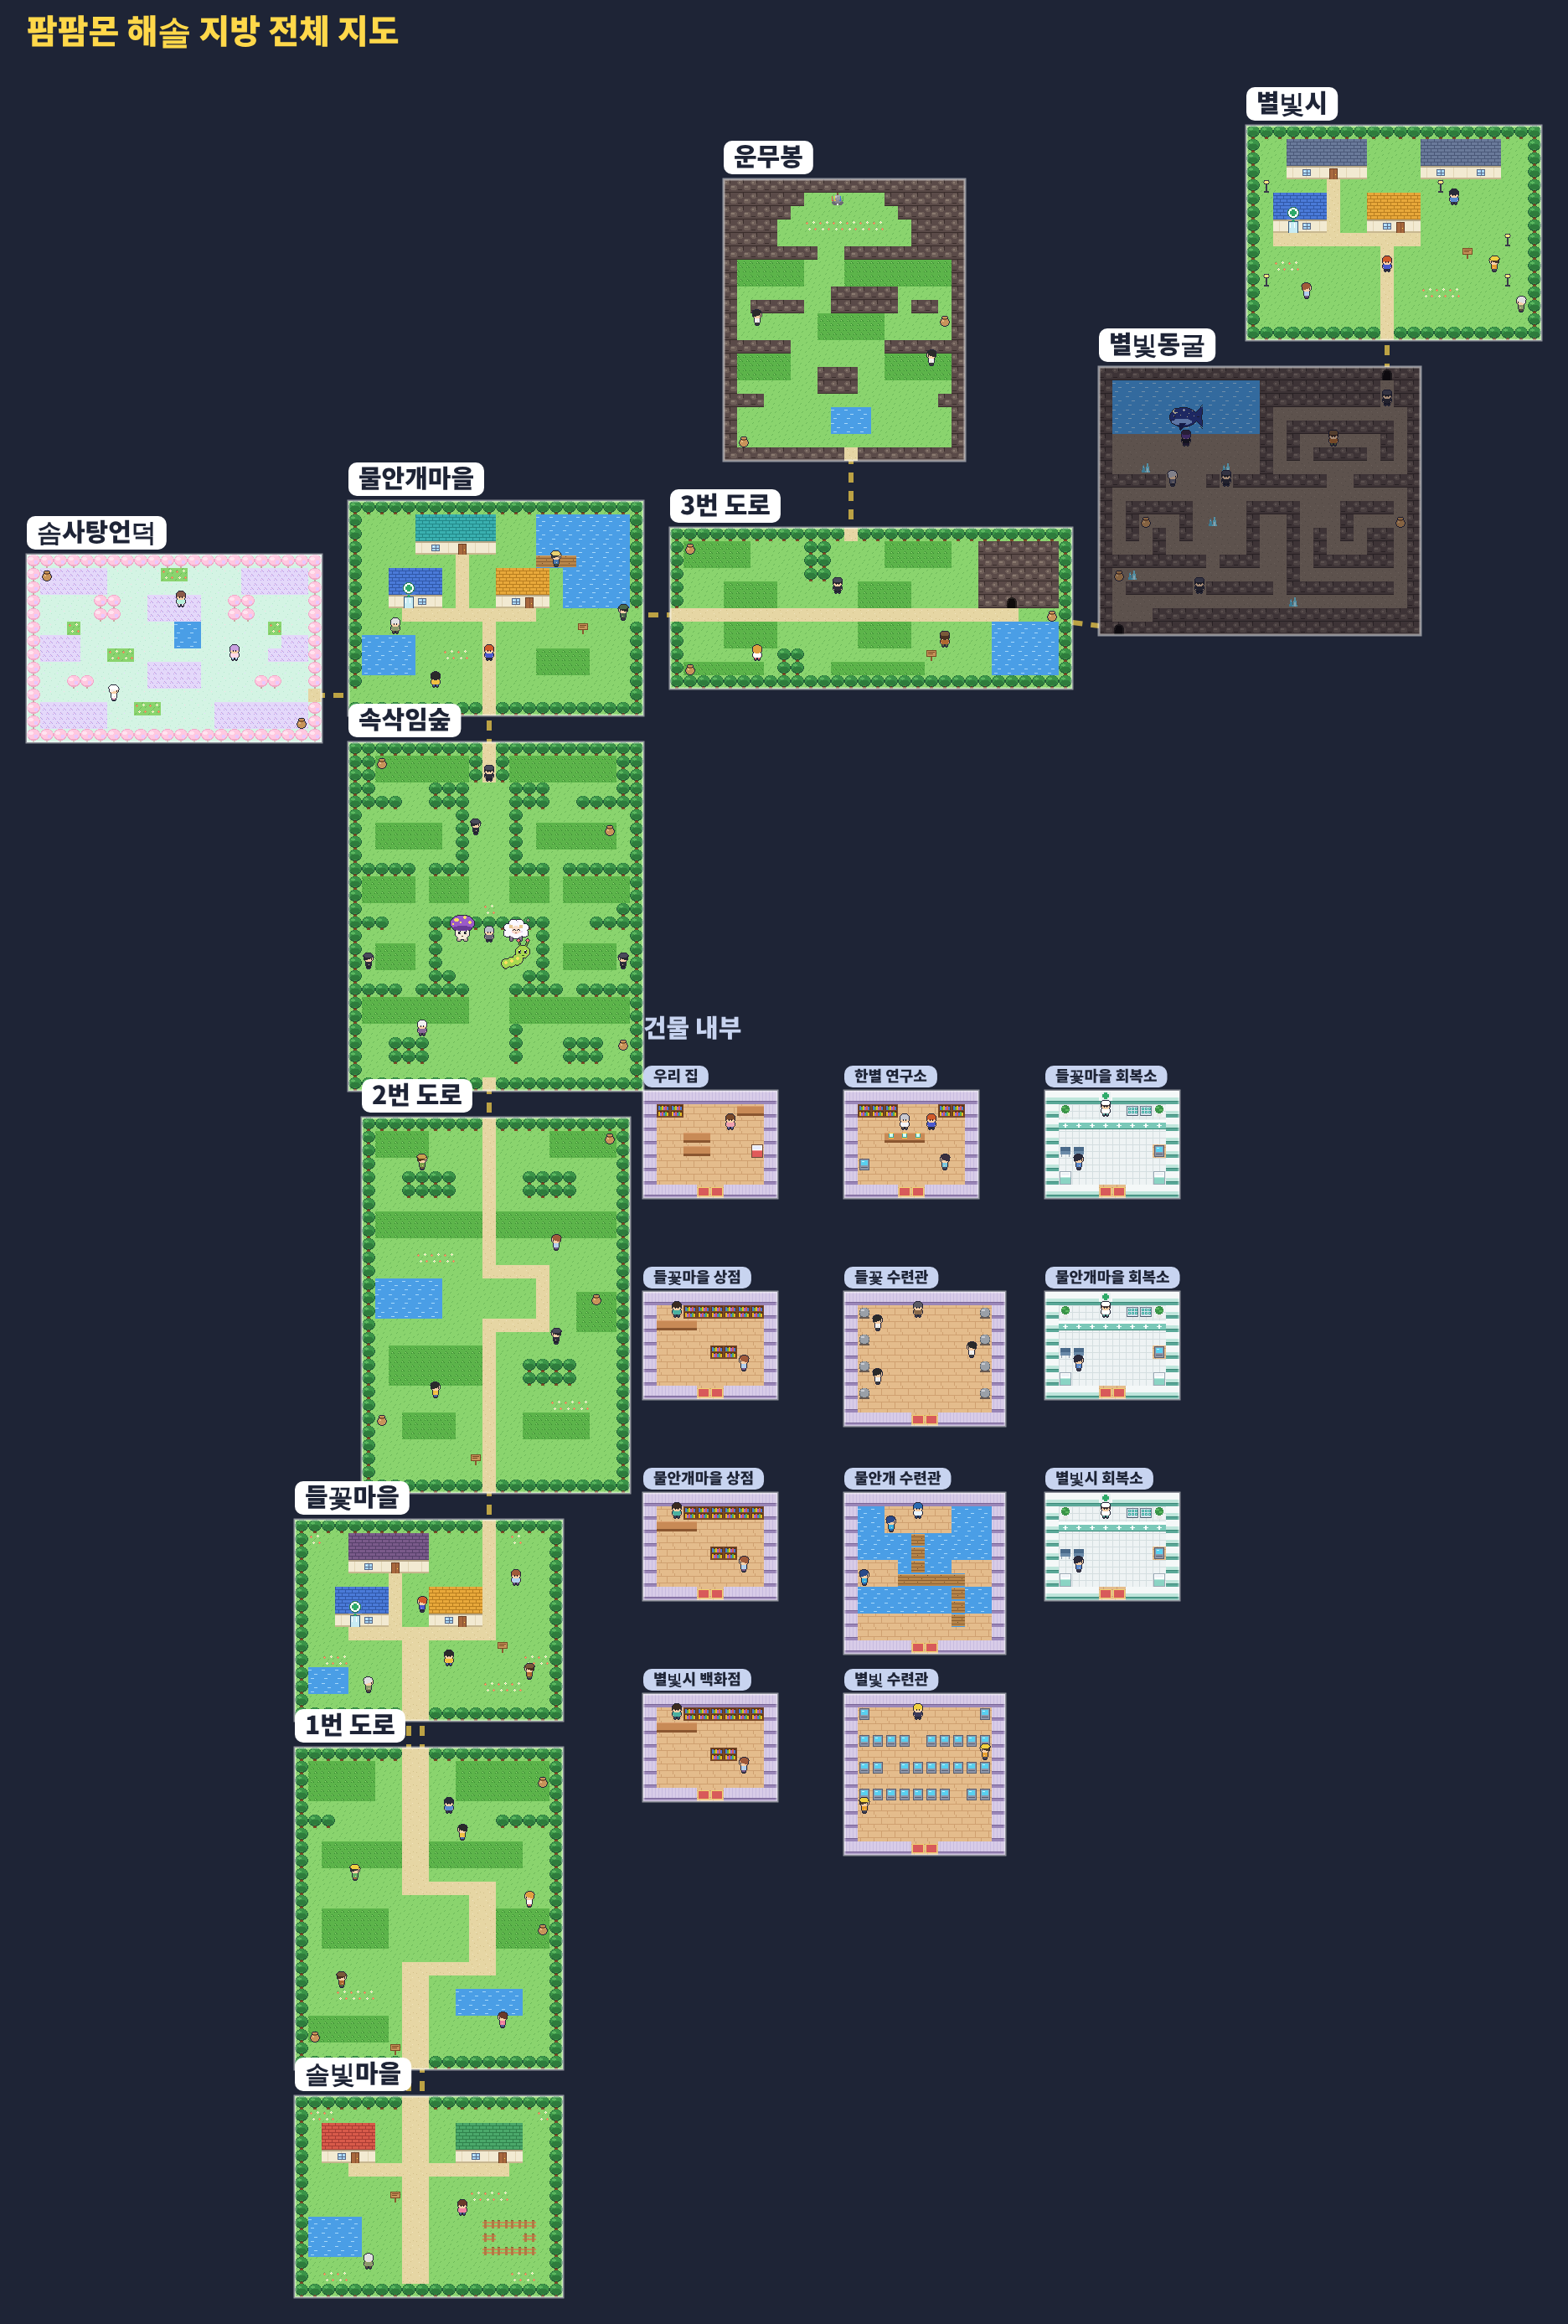 팜팜몬 해솔 지방 전체 지도
별빛시
운무봉
별빛동굴
물안개마을
3번 도로
솜사탕언덕
속삭임숲
건물 내부
우리 집
한별 연구소
들꽃마을 회복소
2번 도로
들꽃마을 상점
들꽃 수련관
물안개마을 회복소
물안개마을 상점
물안개 수련관
별빛시 회복소
들꽃마을
별빛시 백화점
별빛 수련관
1번 도로
솔빛마을